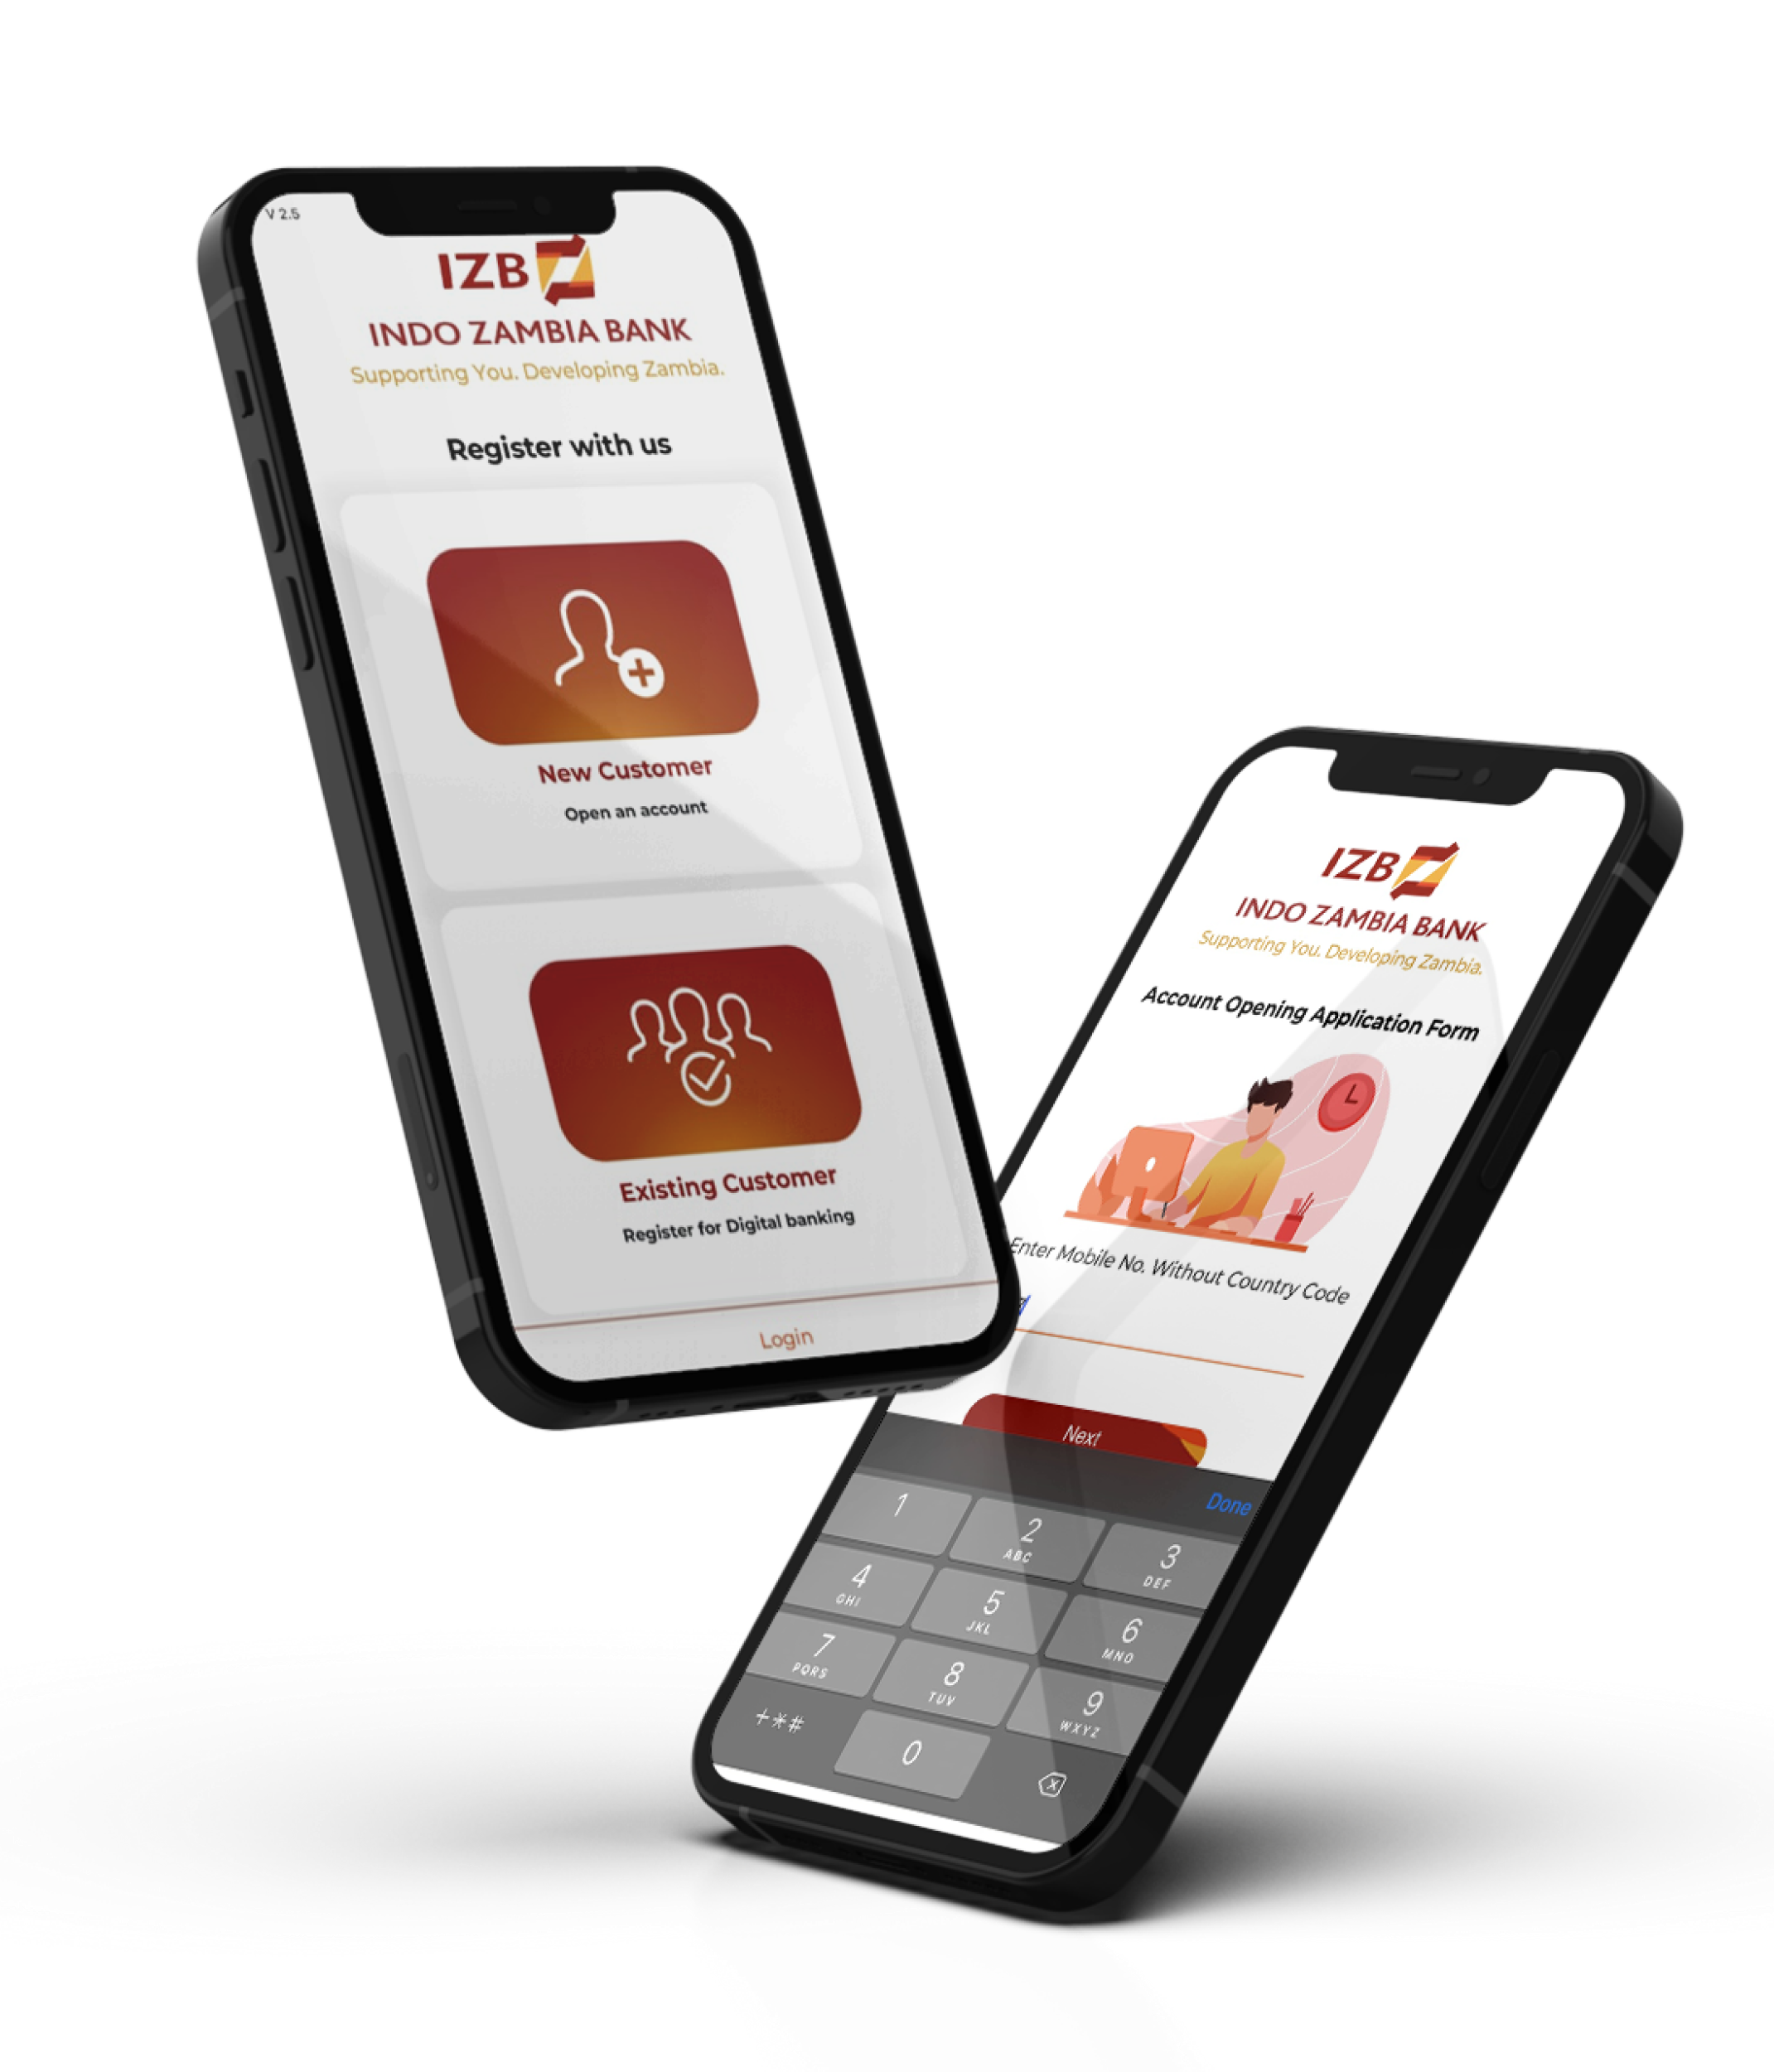 V 2.5
IZB
INDO ZAMBIA BANK
Supporting You. Developing Zambia.
Register with us
New Customer
Open an account
Existing Customer
Register for Digital banking
Login
IZB
INDO ZAMBIA BANK
Supporting You. Developing Zambia.
Account Opening Application Form
Enter Mobile No. Without Country Code
Next
Done
1
2
ABC
3
DEF
4
GHI
5
JKL
6
MNO
7
PQRS
8
TUV
9
WXYZ
+*#
0